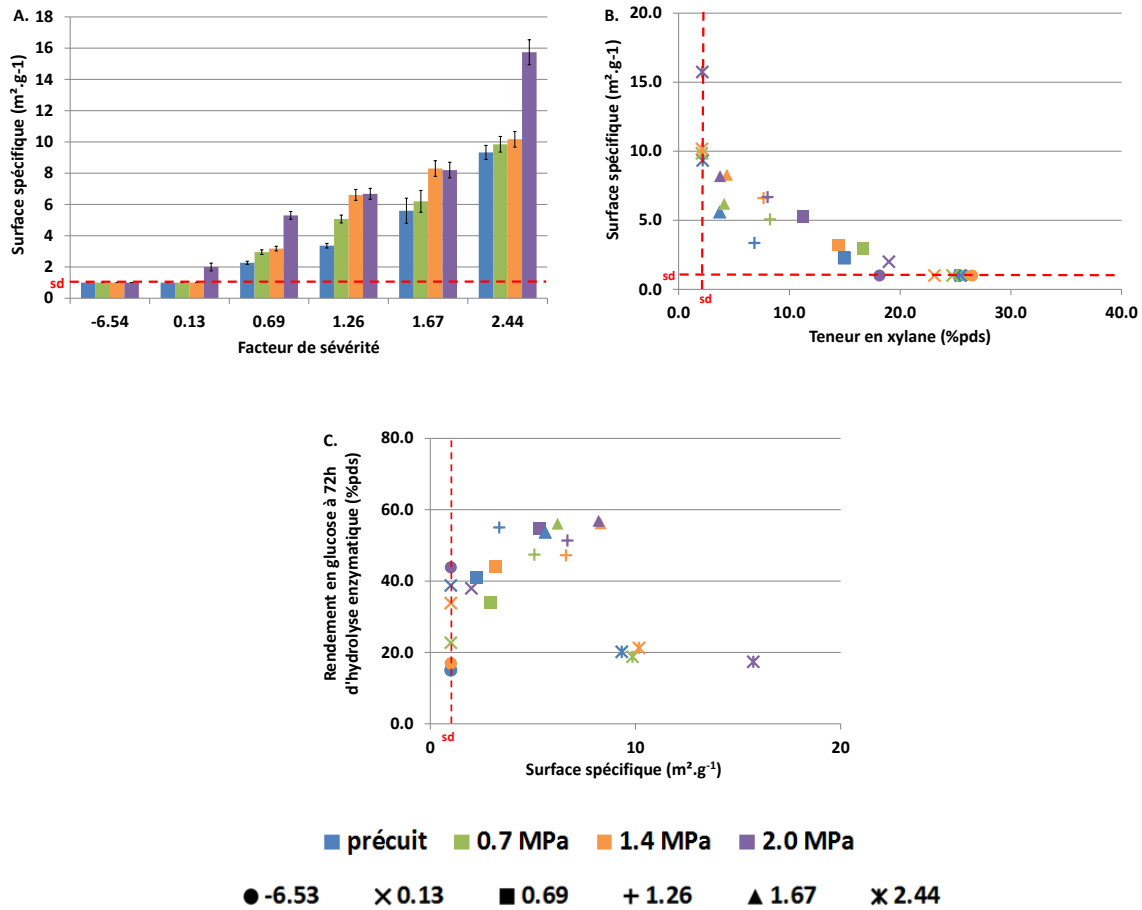 A.
Surface spécifique (m².g-1)
18
16
14
12
10
8
6
4
2
0
sd
-6.54 0.13 0.69 1.26 1.67 2.44
Facteur de sévérité
B.
Surface spécifique (m².g-1)
20.0
15.0
10.0
5.0
0.0
sd
0.0 10.0 20.0 30.0 40.0
sd
Teneur en xylane (%pds)
C.
Rendement en glucose à 72h
d'hydrolyse enzymatique (%pds)
80.0
60.0
40.0
20.0
0.0
0 10 20
sd
Surface spécifique (m².g-1)
précuit 0.7 MPa 1.4 MPa 2.0 MPa
-6.53 0.13 0.69 1.26 1.67 2.44